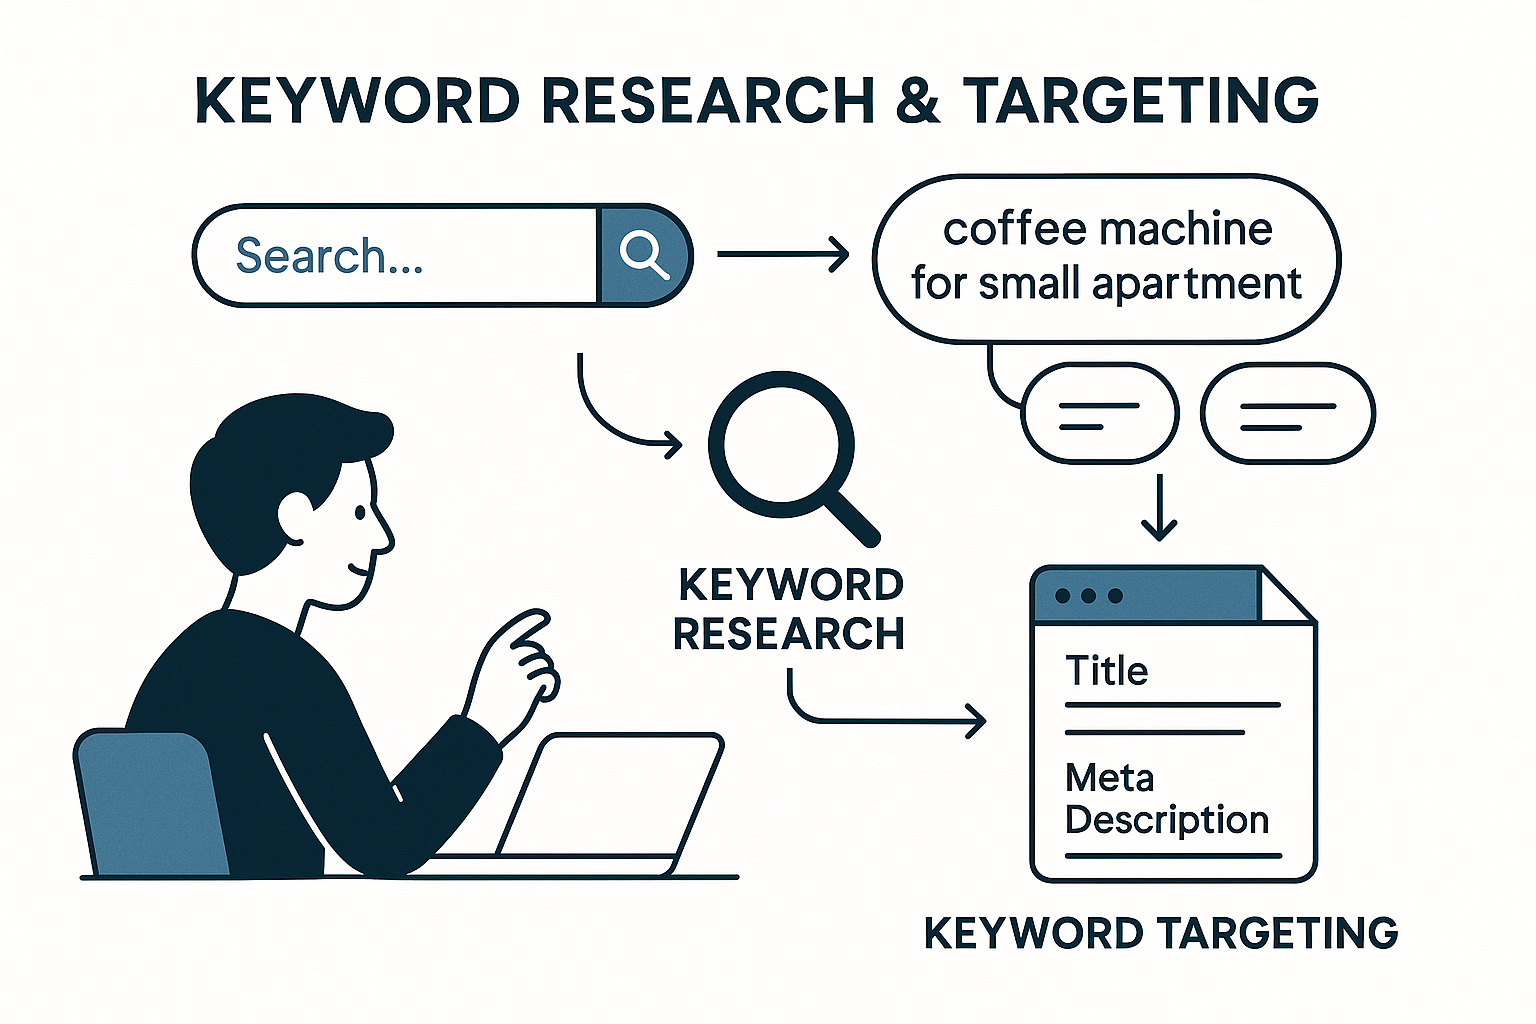 KEYWORD RESEARCH & TARGETING
Search...
coffee machine
for small apartment
KEYWORD
RESEARCH
Title
Meta
Description
KEYWORD TARGETING